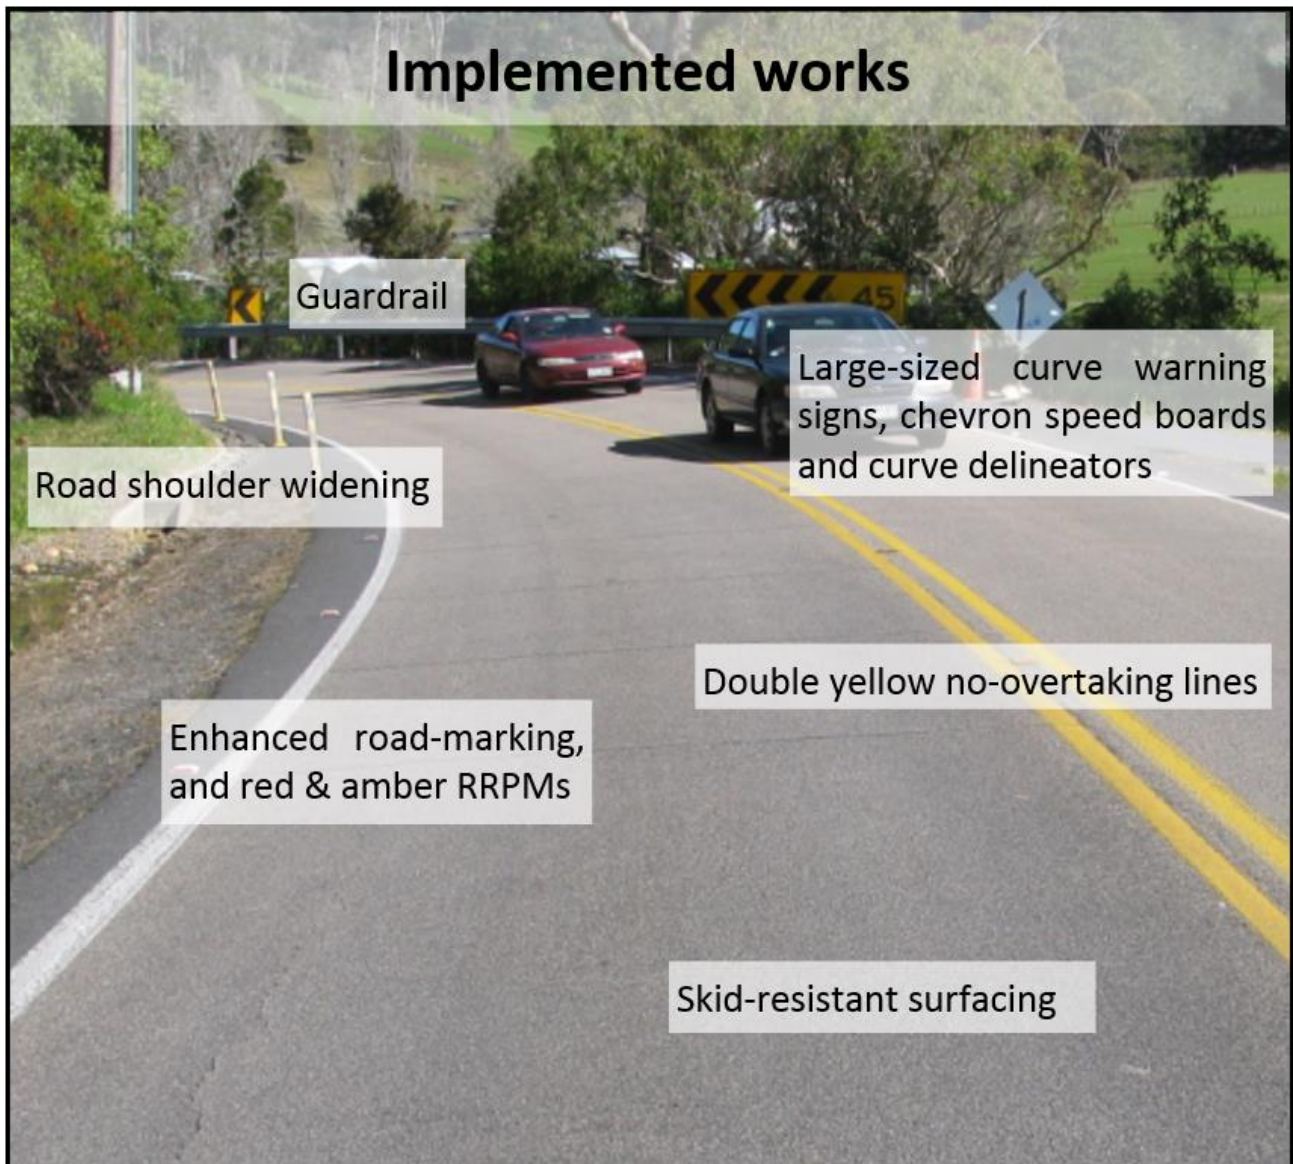 Implemented works
Guardrail
45
Large-sized curve warning
signs, chevron speed boards
and curve delineators
Road shoulder widening
Double yellow no-overtaking lines
Enhanced road-marking,
and red & amber RRPMs
Skid-resistant surfacing